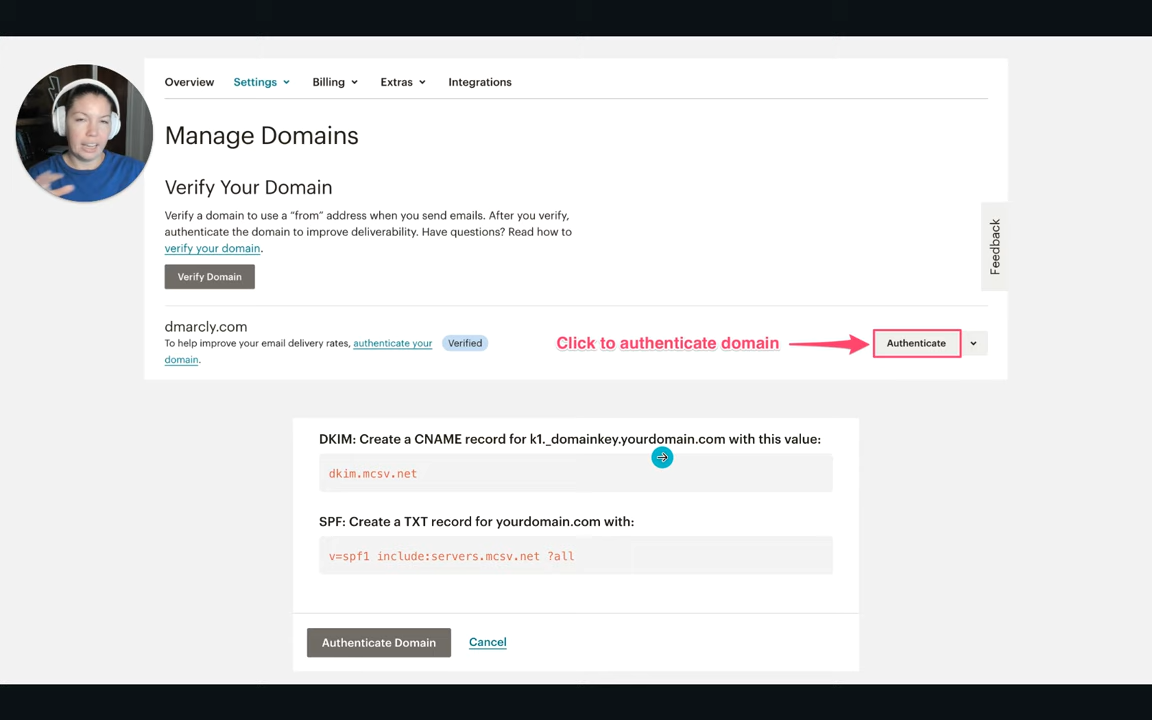 Overview Settings Billing Extras Integrations
Manage Domains
Verify Your Domain
Verify a domain to use a “from” address when you send emails. After you verify,
authenticate the domain to improve deliverability. Have questions? Read how to
verify your domain.
Verify Domain
Feedback
dmarcly.com
To help improve your email delivery rates, authenticate your
domain.
Verified
Click to authenticate domain
Authenticate
DKIM: Create a CNAME record for k1._domainkey.yourdomain.com with this value:
dkim.mcsv.net
SPF: Create a TXT record for yourdomain.com with:
v=spf1 include:servers.mcsv.net ?all
Authenticate Domain Cancel